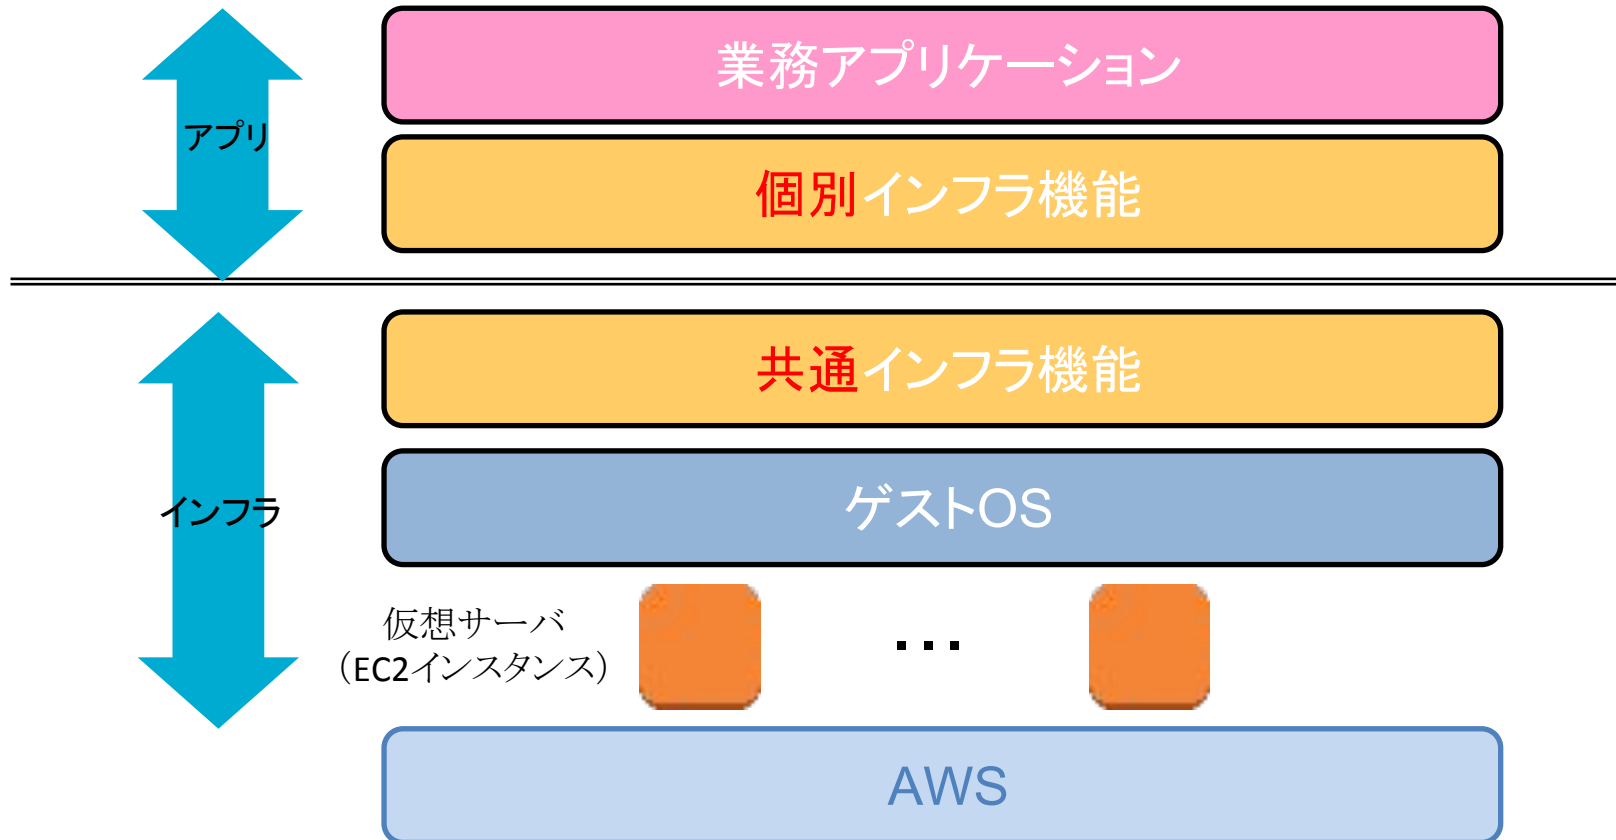 業務アプリケーション
アプリ
個別インフラ機能
共通インフラ機能
インフラ
ゲストOS
仮想サーバ
（EC2インスタンス）
…
AWS